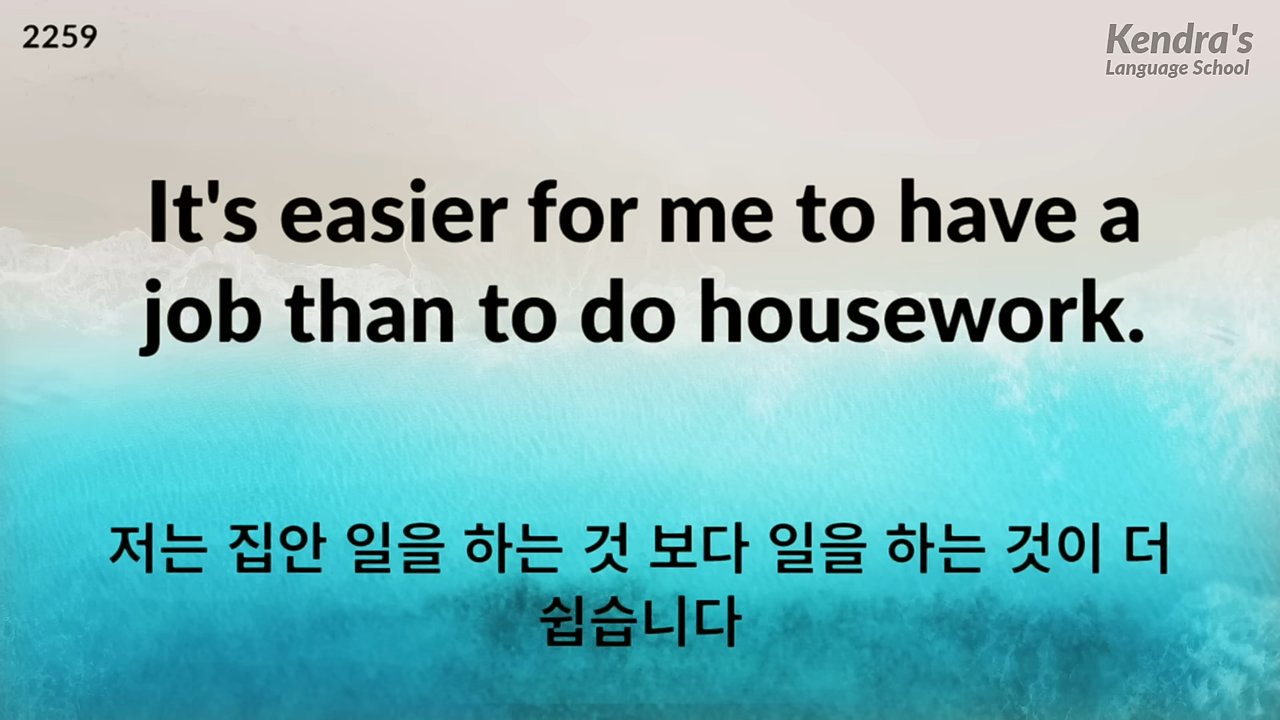 2259
Kendra's
Language School
It's easier for me to have a
job than to do housework.
저는 집안 일을 하는 것 보다 일을 하는 것이 더
쉽습니다